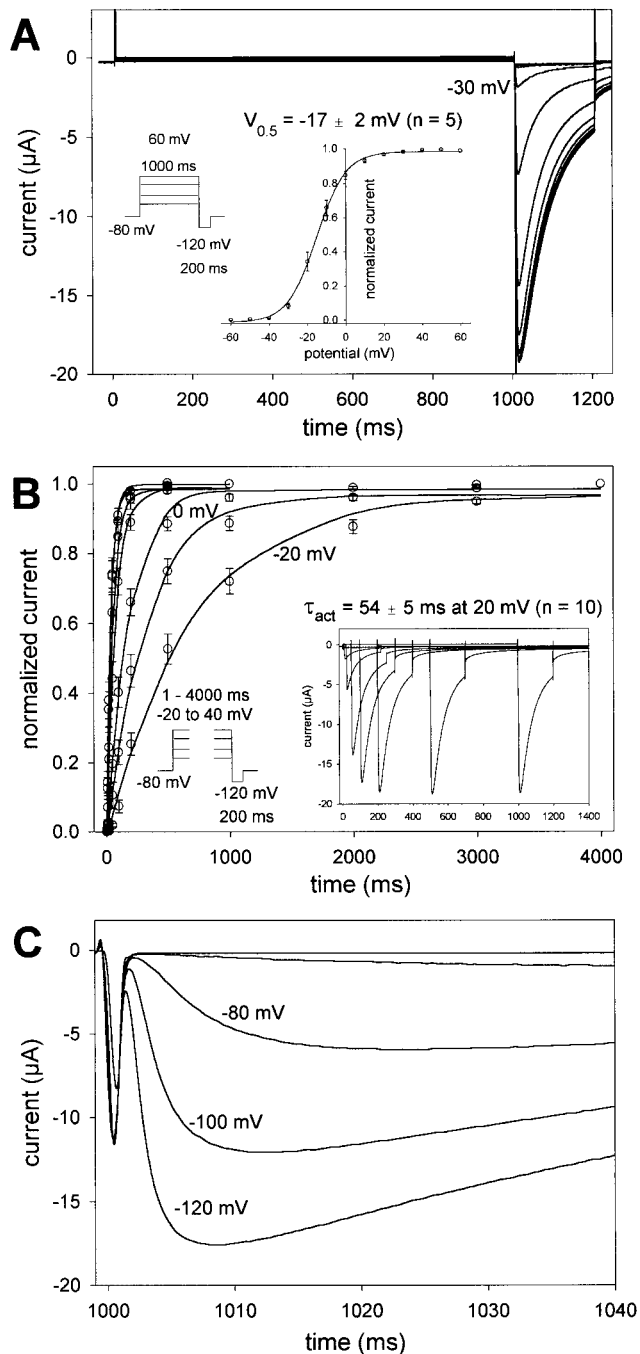 A
0
-5
-10
-15
-20
current (µA)
-30 mV
V0.5 = -17 ± 2 mV (n = 5)
60 mV
1000 ms
-80 mV
-120 mV
200 ms
1.0
0.8
0.6
0.4
0.2
0.0
normalized current
-60 -40 -20 0 20 40 60
potential (mV)
0 200 400 600 800 1000 1200
time (ms)
B
1.0
0.8
0.6
0.4
0.2
0.0
normalized current
0 mV
-20 mV
τact = 54 ± 5 ms at 20 mV (n = 10)
1 - 4000 ms
-20 to 40 mV
-80 mV
-120 mV
200 ms
0
-5
-10
-15
-20
current (µA)
0 200 400 600 800 1000 1200 1400
0 1000 2000 3000 4000
time (ms)
C
0
-5
-10
-15
-20
current (µA)
-80 mV
-100 mV
-120 mV
1000 1010 1020 1030 1040
time (ms)